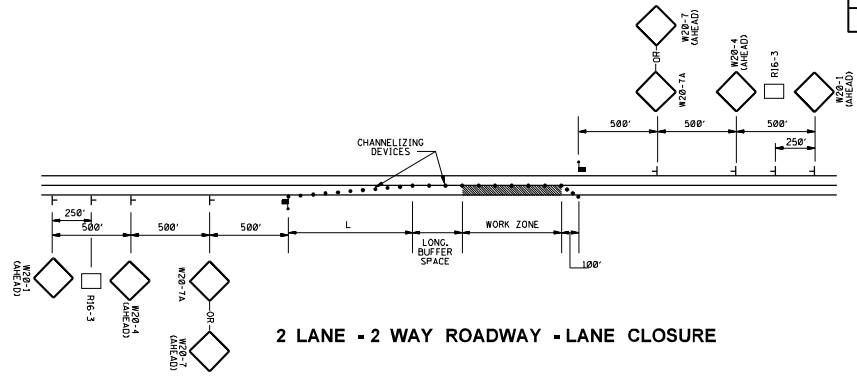 W20-7
(AHEAD)
OR
W20-7A
W20-4
(AHEAD)
R16-3
W20-1
(AHEAD)
500'
500'
500'
250'
CHANNELIZING
DEVICES
250'
500'
500'
500'
L
LONG.
BUFFER
SPACE
WORK ZONE
100'
W20-1
(AHEAD)
R16-3
W20-4
(AHEAD)
W20-7A
OR
W20-7
(AHEAD)
2 LANE - 2 WAY ROADWAY - LANE CLOSURE